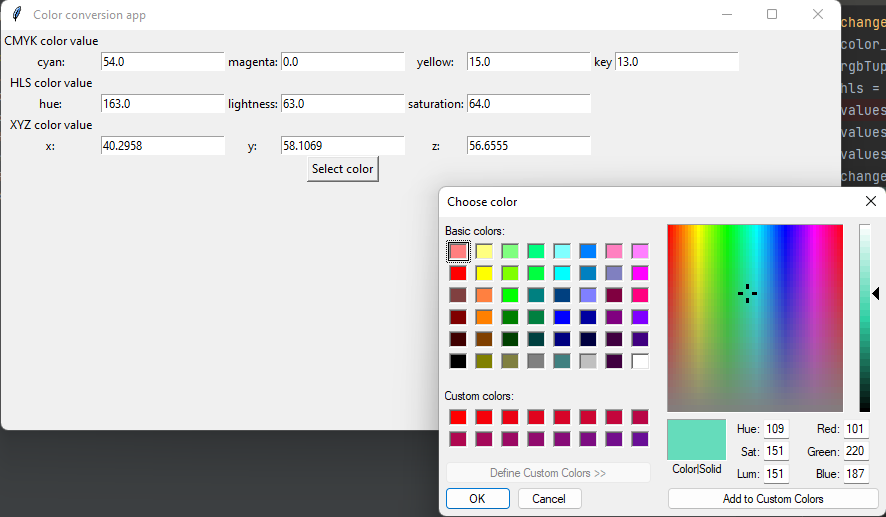 Color conversion app
change
CMYK color value
color_
cyan: 54.0 magenta: 0.0 yellow: 15.0 key 13.0
rgbTup
HLS color value
hls =
hue: 163.0 lightness: 63.0 saturation: 64.0
values
XYZ color value
values
x: 40.2958 y: 58.1069 z: 56.6555
values
Select color
change
Choose color
Basic colors:
Custom colors:
Hue: 109 Red: 101
Sat: 151 Green: 220
Color|Solid Lum: 151 Blue: 187
Define Custom Colors >>
OK Cancel Add to Custom Colors